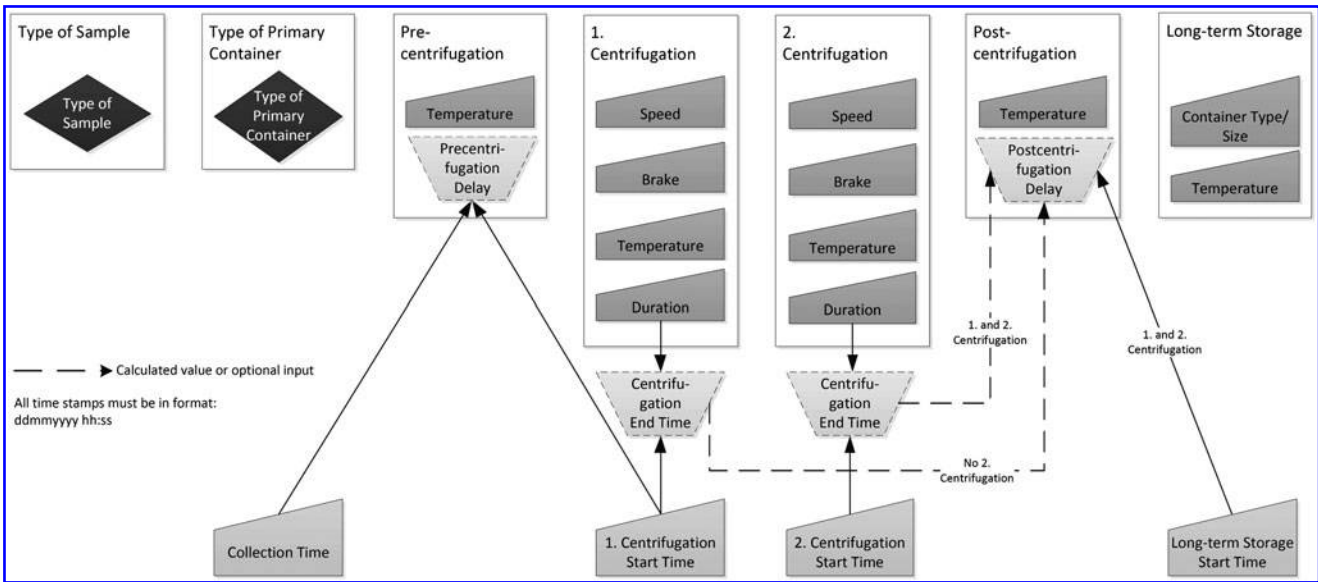 Type of Sample
Type of
Sample
Type of Primary
Container
Type of
Primary
Container
Pre-
centrifugation
Temperature
Precentri-
fugation
Delay
1.
Centrifugation
Speed
Brake
Temperature
Duration
2.
Centrifugation
Speed
Brake
Temperature
Duration
Post-
centrifugation
Temperature
Postcentri-
fugation
Delay
Long-term Storage
Container Type/
Size
Temperature
1. and 2.
Centrifugation
1. and 2.
Centrifugation
Calculated value or optional input
All time stamps must be in format:
ddmmyyyy hh:ss
Centrifu-
gation
End Time
Centrifu-
gation
End Time
No 2.
Centrifugation
Collection Time
1. Centrifugation
Start Time
2. Centrifugation
Start Time
Long-term Storage
Start Time